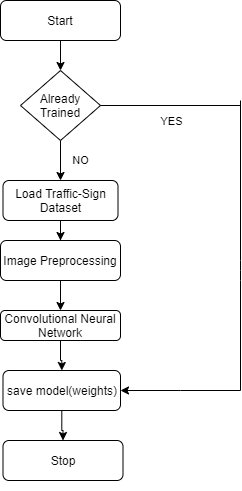 Start
Already
Trained
YES
NO
Load Traffic-Sign
Dataset
Image Preprocessing
Convolutional Neural
Network
save model(weights)
Stop